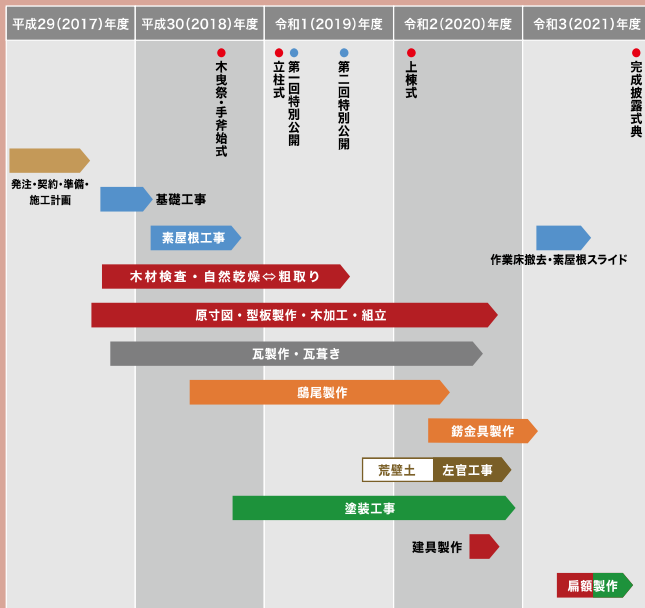 平成29(2017)年度
平成30(2018)年度
令和1(2019)年度
令和2(2020)年度
令和3(2021)年度
木曳祭・手斧始式
立柱式
第一回特別公開
第二回特別公開
上棟式
完成披露式典
発注・契約・準備・
施工計画
基礎工事
素屋根工事
作業床撤去・素屋根スライド
木材検査・自然乾燥⇔粗取り
原寸図・型板製作・木加工・組立
瓦製作・瓦葺き
鴟尾製作
錺金具製作
荒壁土
左官工事
塗装工事
建具製作
扁額製作